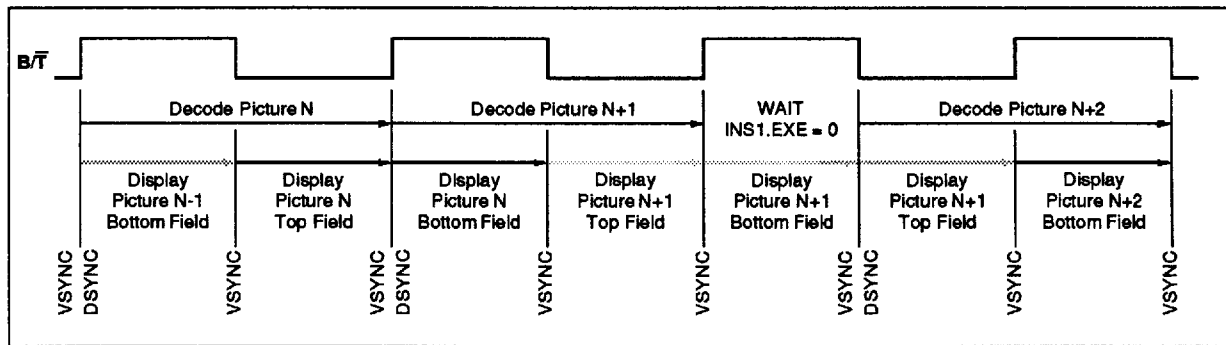 B/T̅
Decode Picture N
Decode Picture N+1
WAIT
INS1.EXE = 0
Decode Picture N+2
Display
Picture N-1
Bottom Field
Display
Picture N
Top Field
Display
Picture N
Bottom Field
Display
Picture N+1
Top Field
Display
Picture N+1
Bottom Field
Display
Picture N+1
Top Field
Display
Picture N+2
Bottom Field
VSYNC
DSYNC
VSYNC
VSYNC
DSYNC
VSYNC
VSYNC
VSYNC
DSYNC
VSYNC
VSYNC